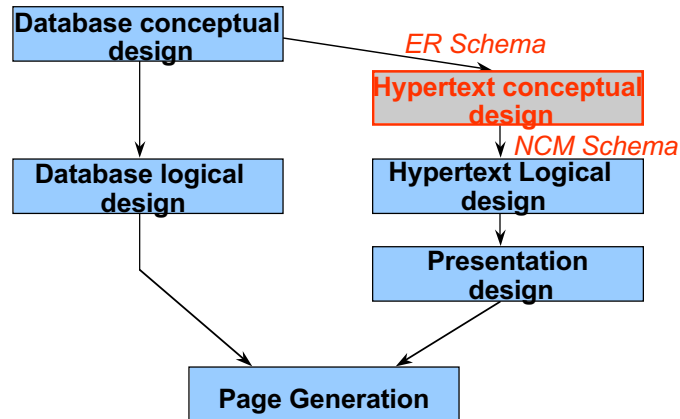 Database conceptual
design
ER Schema
Hypertext conceptual
design
NCM Schema
Database logical
design
Hypertext Logical
design
Presentation
design
Page Generation